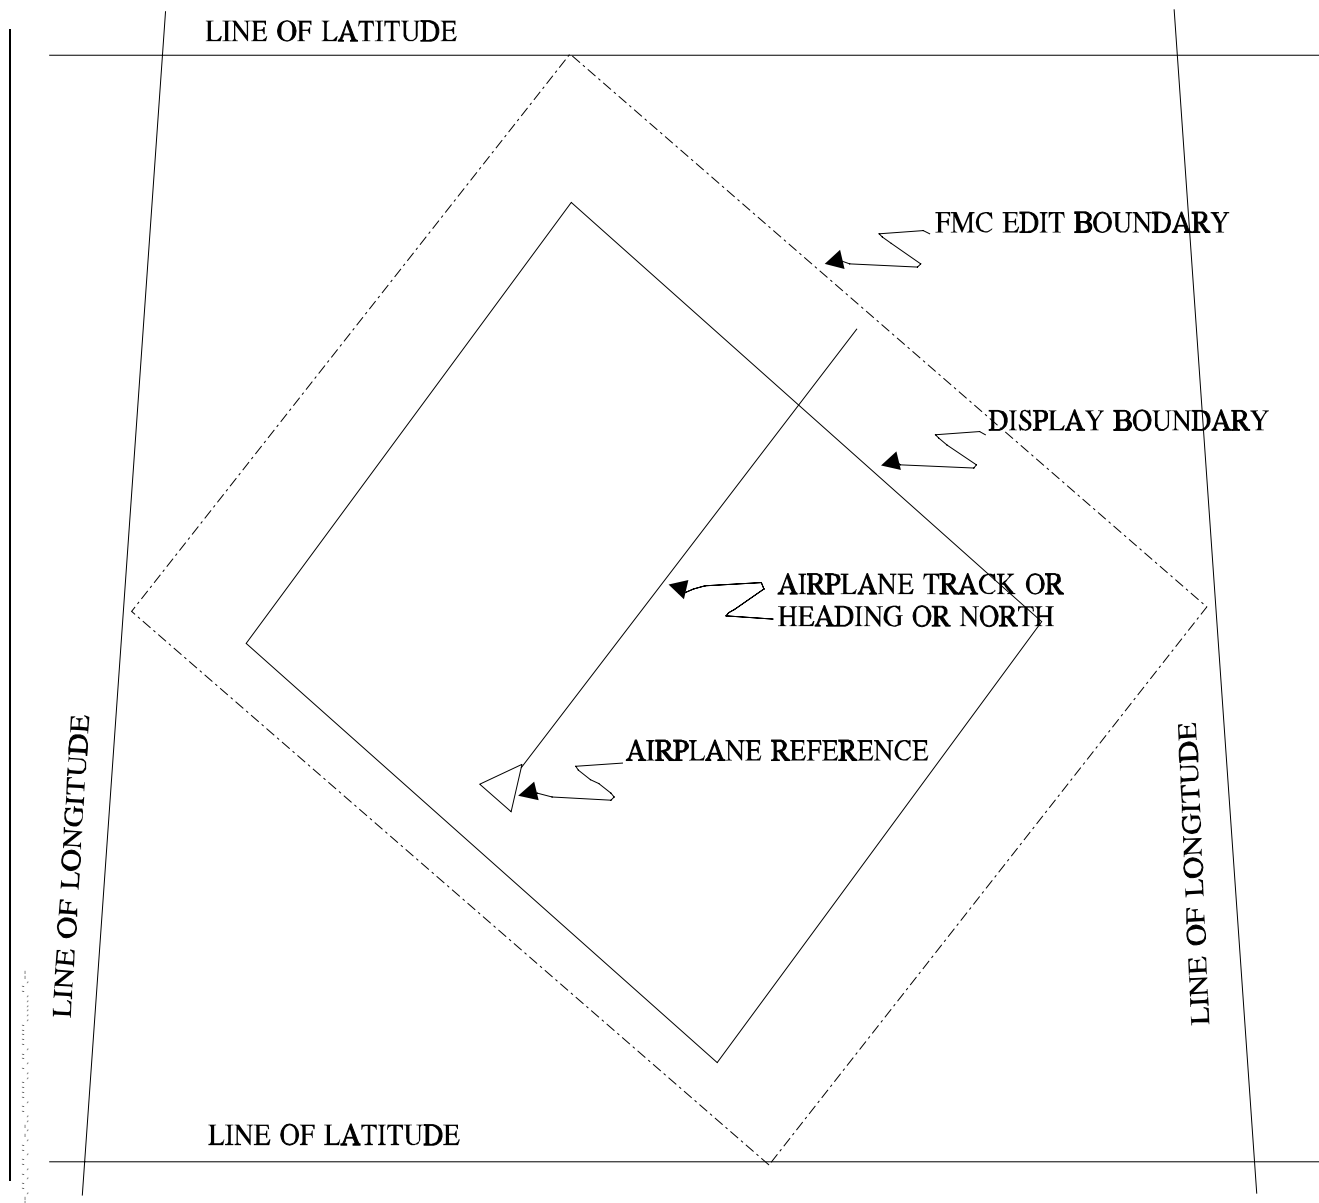 LINE OF LATITUDE
FMC EDIT BOUNDARY
DISPLAY BOUNDARY
AIRPLANE TRACK OR
HEADING OR NORTH
AIRPLANE REFERENCE
LINE OF LONGITUDE
LINE OF LONGITUDE
LINE OF LATITUDE